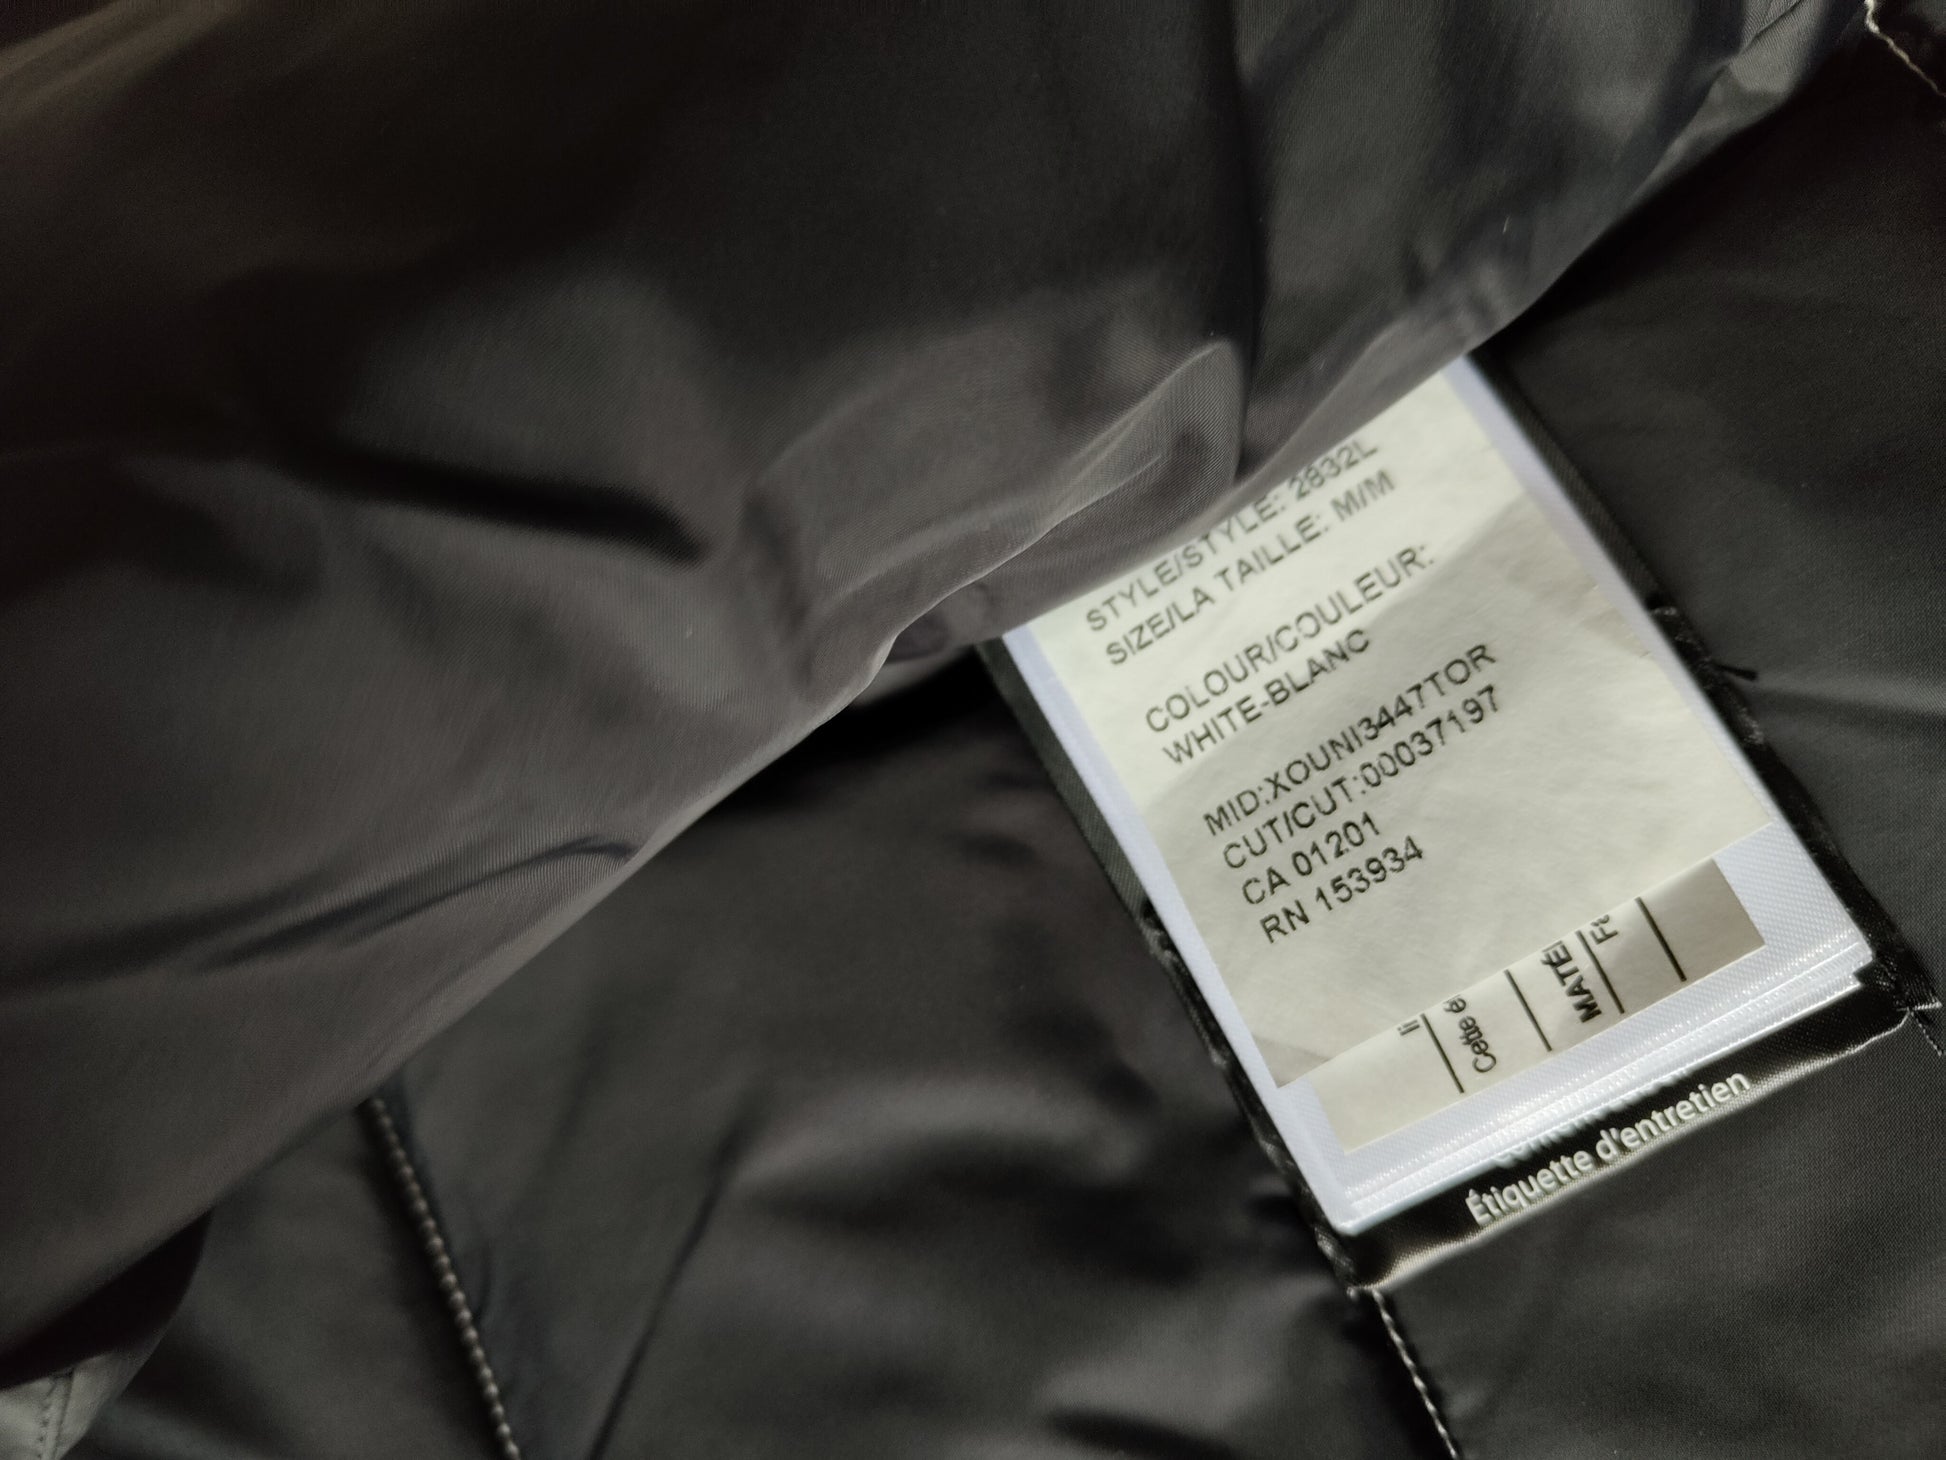 STYLE/STYLE: 2832L
SIZE/LA TAILLE: M/M
COLOUR/COULEUR:
WHITE-BLANC
MID:XOUNI3447TOR
CUT/CUT:00037197
CA 01201
RN 153934
Cette
Étiquette d'entretien